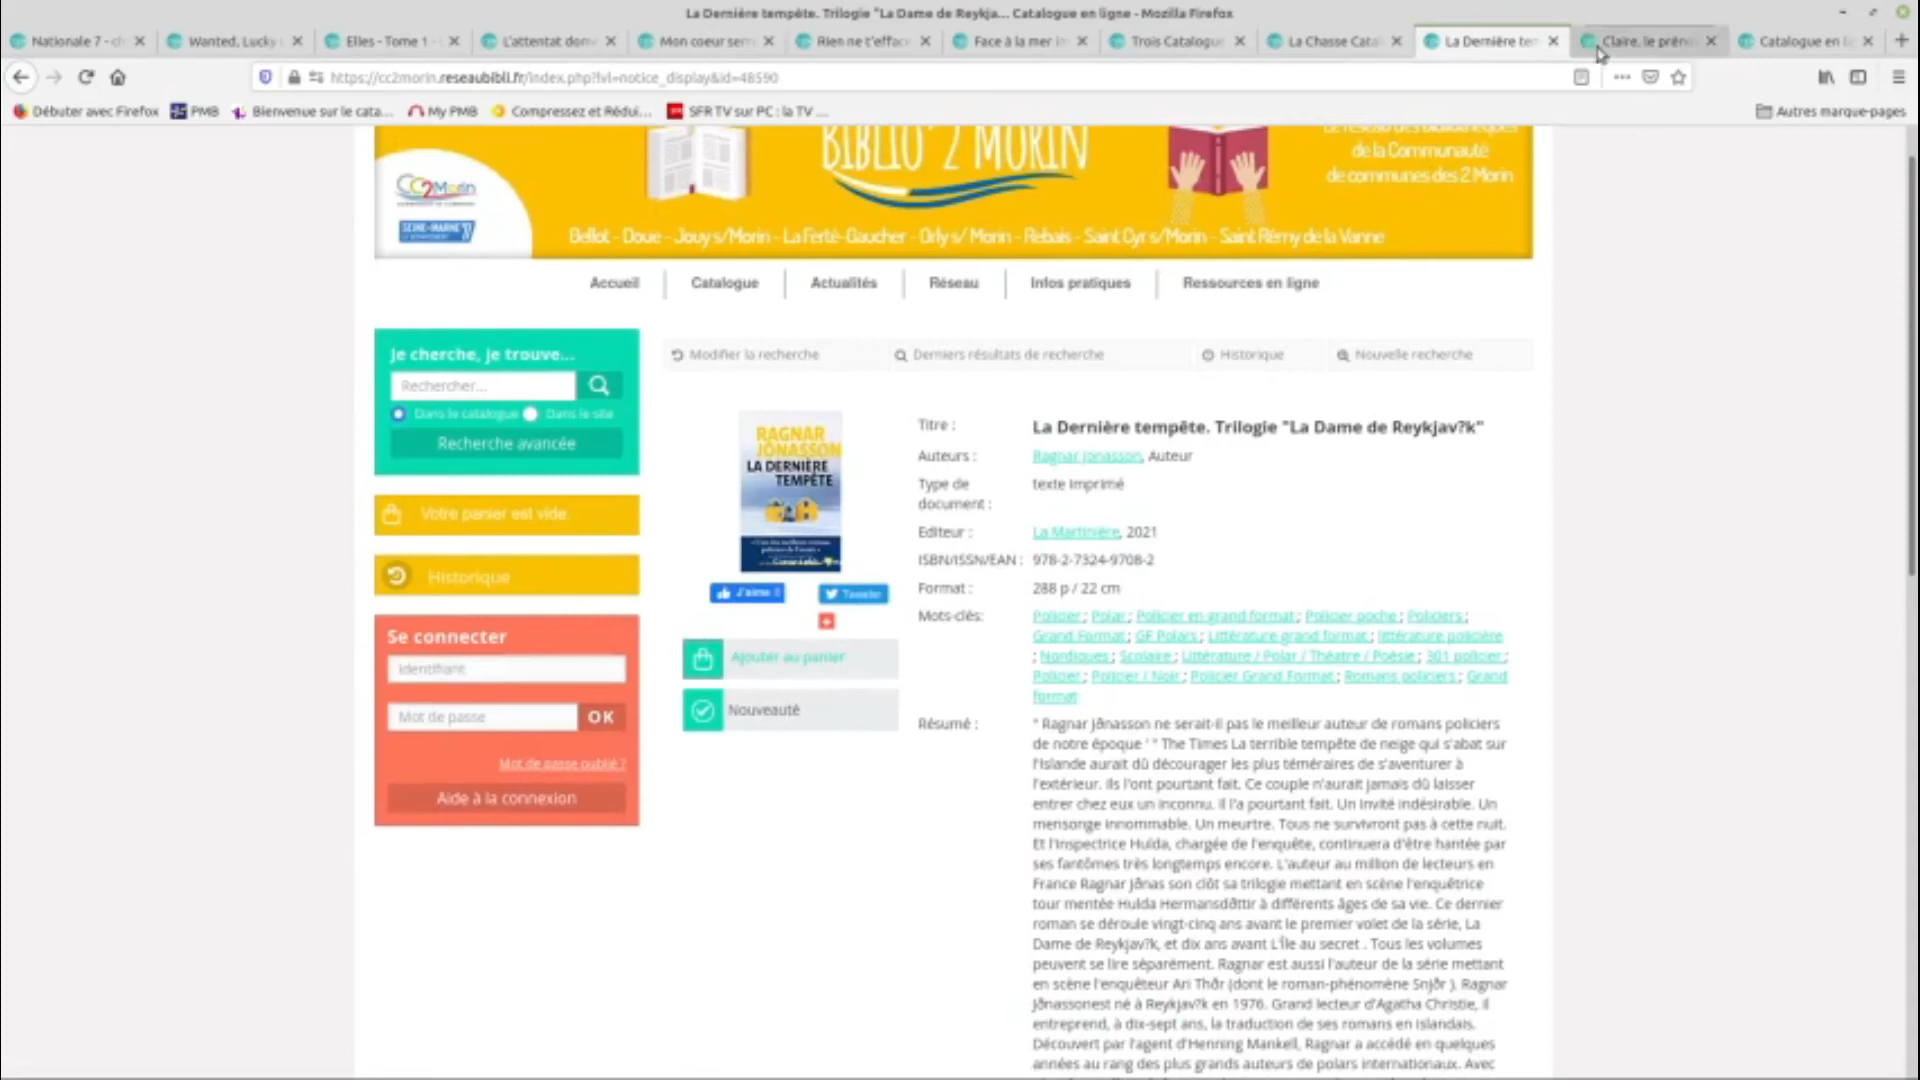 La Dernière tempête. Trilogie "La Dame de Reykja... Catalogue en ligne - Mozilla Firefox
Nationale 7 - ch
Wanted, Lucky
Elles - Tome 1 -
L'attentat dom
Mon coeur ser
Rien ne t'efface
Face à la mer i
Trois Catalogue
La Chasse Cata
La Dernière tem
Claire, le préno
Catalogue en li
https://cc2morin.reseaubibli.fr/index.php?lvl=notice_display&id=48590
Débuter avec Firefox
PMB
Bienvenue sur le cata...
My PMB
Compressez et Rédui...
SFR TV sur PC : la TV ...
Autres marque-pages
BIBLIO'2 MORIN
Le réseau des bibliothèques
de la Communauté
de communes des 2 Morin
CC2Morin
SEINE-MARNE 77
Bellot - Doue - Jouy s/Morin - La Ferté-Gaucher - Orly s/ Morin - Rebais - Saint Cyr s/Morin - Saint Rémy de la Vanne
Accueil
Catalogue
Actualités
Réseau
Infos pratiques
Ressources en ligne
Je cherche, je trouve...
Rechercher...
Dans le catalogue
Dans le site
Recherche avancée
Votre panier est vide.
Historique
Se connecter
Identifiant
Mot de passe
OK
Mot de passe oublié ?
Aide à la connexion
Modifier la recherche
Derniers résultats de recherche
Historique
Nouvelle recherche
RAGNAR
JÓNASSON
LA DERNIÈRE
TEMPÊTE
J'aime
Tweeter
Ajouter au panier
Nouveauté
Titre : La Dernière tempête. Trilogie "La Dame de Reykjav?k"
Auteurs : Ragnar Jonasson, Auteur
Type de document : texte imprimé
Editeur : La Martinière, 2021
ISBN/ISSN/EAN : 978-2-7324-9708-2
Format : 288 p / 22 cm
Mots-clés: Policier ; Polar ; Policier en grand format ; Policier poche ; Policiers ;
Grand Format ; GF Polars ; Littérature grand format ; littérature policière
; Nordiques ; Scolaire ; Littérature / Polar / Théatre / Poésie ; 301 policier ;
Policier ; Policier / Noir ; Policier Grand Format ; Romans policiers ; Grand
format
Résumé : " Ragnar Jðnasson ne serait-il pas le meilleur auteur de romans policiers
de notre époque ' " The Times La terrible tempête de neige qui s'abat sur
l'Islande aurait dû décourager les plus téméraires de s'aventurer à
l'extérieur. Ils l'ont pourtant fait. Ce couple n'aurait jamais dû laisser
entrer chez eux un inconnu. Il l'a pourtant fait. Un invité indésirable. Un
mensonge innommable. Un meurtre. Tous ne survivront pas à cette nuit.
Et l'inspectrice Hulda, chargée de l'enquête, continuera d'être hantée par
ses fantômes très longtemps encore. L'auteur au million de lecteurs en
France Ragnar Jðnas son clôt sa trilogie mettant en scène l'enquêtrice
tour mentée Hulda Hermansdðttir à différents âges de sa vie. Ce dernier
roman se déroule vingt-cinq ans avant le premier volet de la série, La
Dame de Reykjav?k, et dix ans avant L'Île au secret . Tous les volumes
peuvent se lire séparément. Ragnar est aussi l'auteur de la série mettant
en scène l'enquêteur Ari Thðr (dont le roman-phénomène Snjðr ). Ragnar
Jðnassonest né à Reykjav?k en 1976. Grand lecteur d'Agatha Christie, il
entreprend, à dix-sept ans, la traduction de ses romans en islandais.
Découvert par l'agent d'Henning Mankell, Ragnar a accédé en quelques
années au rang des plus grands auteurs de polars internationaux. Avec